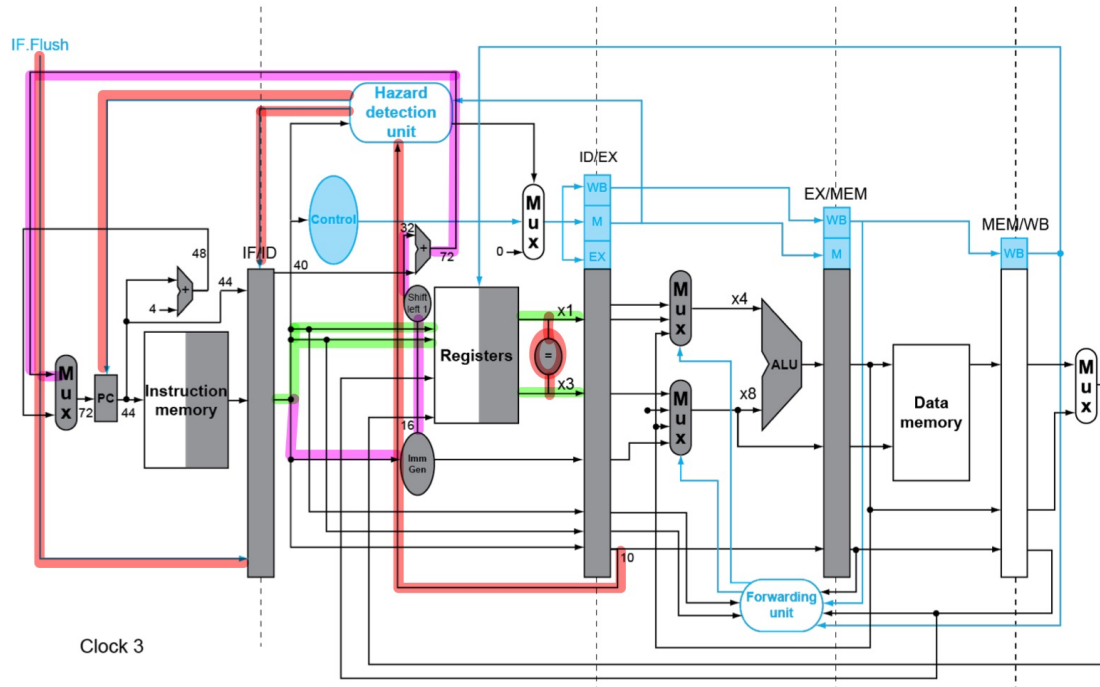 IF.Flush
Hazard
detection
unit
ID/EX
WB
EX/MEM
Control
Mux
M
WB
MEM/WB
32
+
72
0
EX
M
WB
48
IF/ID
40
44
+
4
Shift
left 1
x1
Mux
x4
Registers
=
ALU
Mux
PC
Instruction
memory
x3
Mux
x8
Data
memory
Mux
72
44
16
Imm
Gen
10
Forwarding
unit
Clock 3